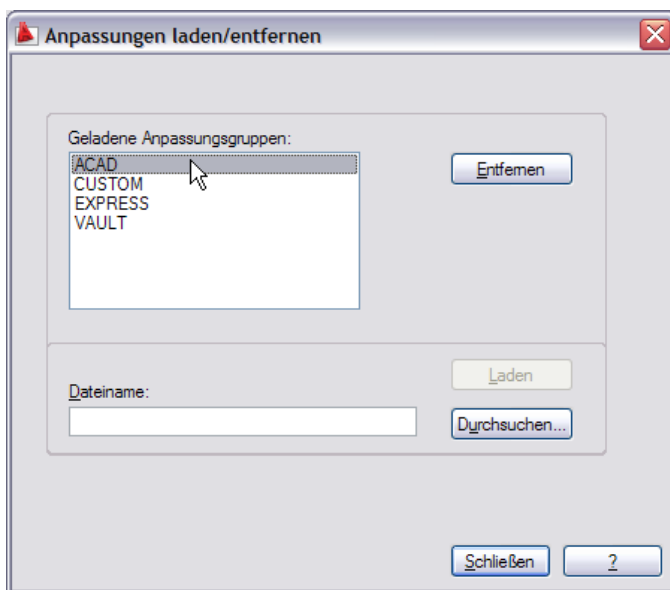 Anpassungen laden/entfernen
Geladene Anpassungsgruppen:
ACAD
CUSTOM
EXPRESS
VAULT
Entfernen
Laden
Dateiname:
Durchsuchen...
Schließen
?